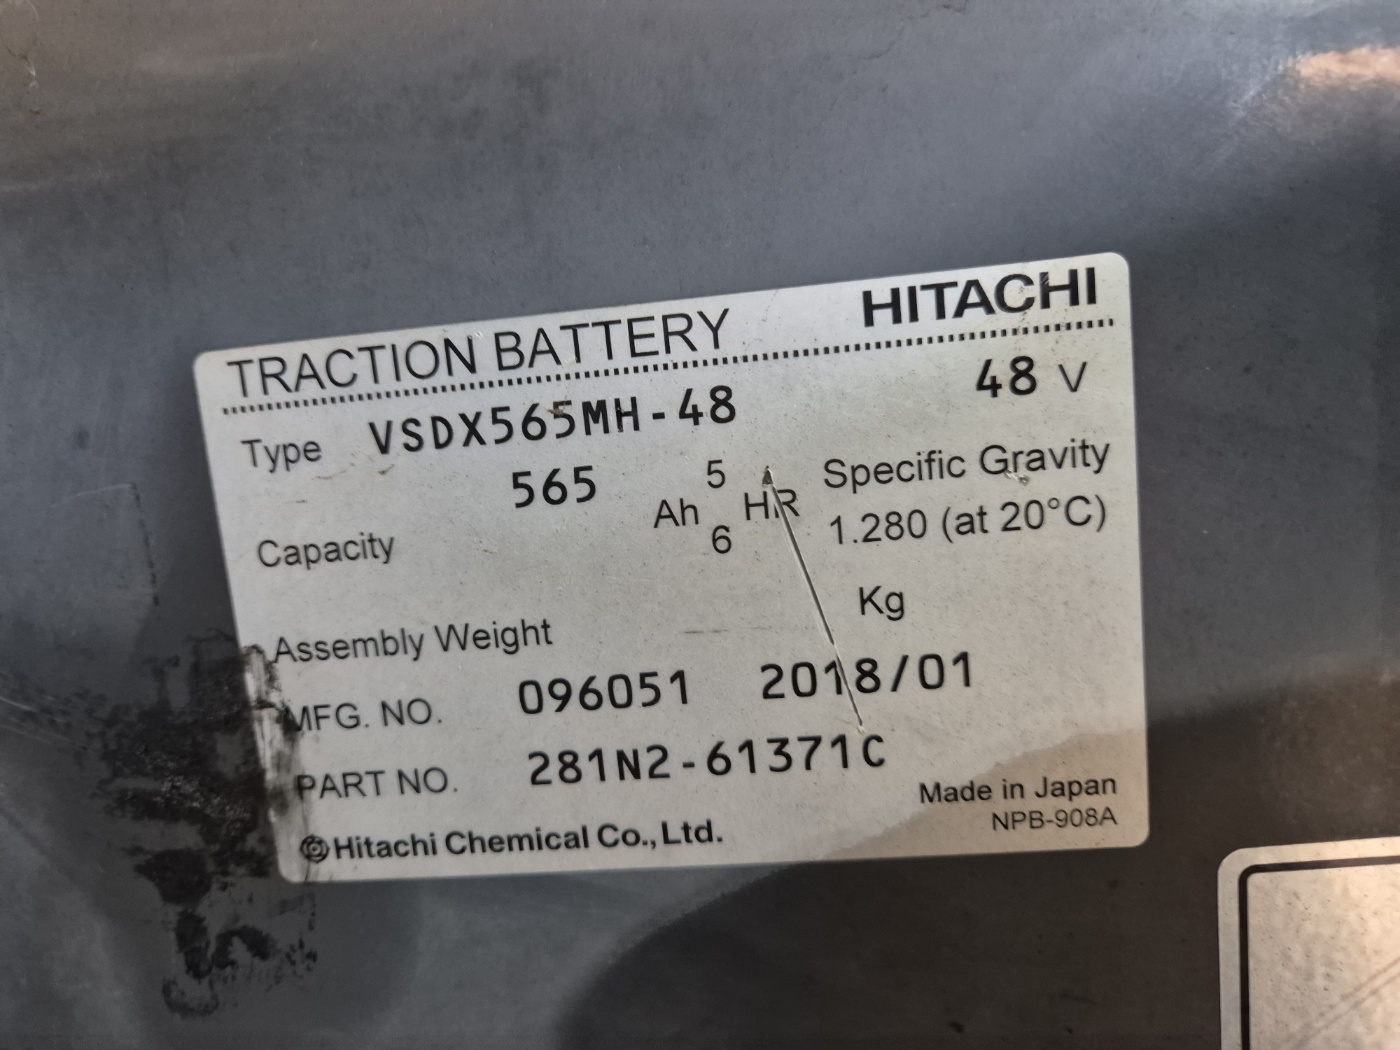 TRACTION BATTERY HITACHI
Type VSDX565MH-48 48 V
Capacity 565 Ah 5 HR Specific Gravity
6 1.280 (at 20°C)
Assembly Weight Kg
MFG. NO. 096051 2018/01
PART NO. 281N2-61371C
Made in Japan
NPB-908A
Hitachi Chemical Co., Ltd.